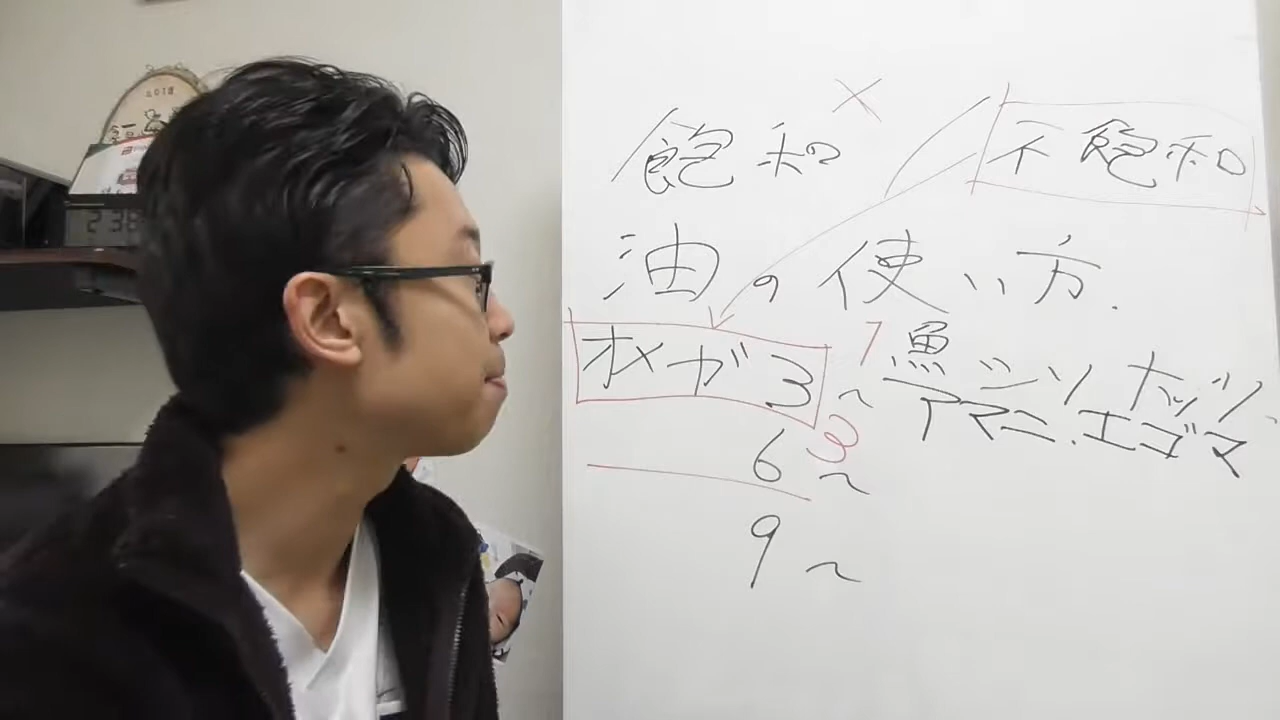 飽和 × 不飽和
油の使い方.
オメガ3～ 1 魚 シソ ナッツ
アマニ.エゴマ
6～ 3
9～
2018